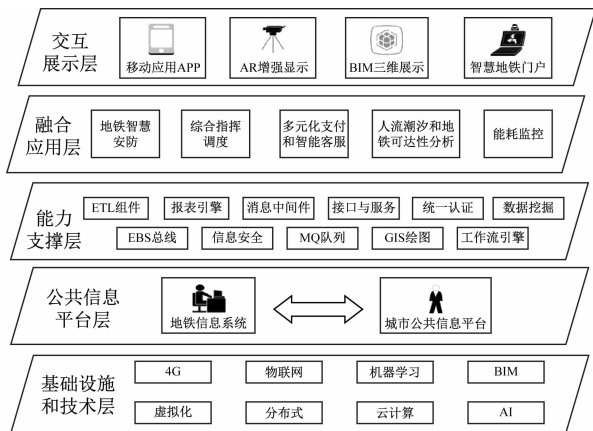 交互
展示层
移动应用APP
AR增强显示
BIM三维展示
智慧地铁门户
融合
应用层
地铁智慧
安防
综合指挥
调度
多元化支付
和智能客服
人流潮汐和地
铁可达性分析
能耗监控
能力
支撑层
ETL组件
报表引擎
消息中间件
接口与服务
统一认证
数据挖掘
EBS总线
信息安全
MQ队列
GIS绘图
工作流引擎
公共信息
平台层
地铁信息系统
城市公共信息平台
基础设施
和技术层
4G
物联网
机器学习
BIM
虚拟化
分布式
云计算
AI